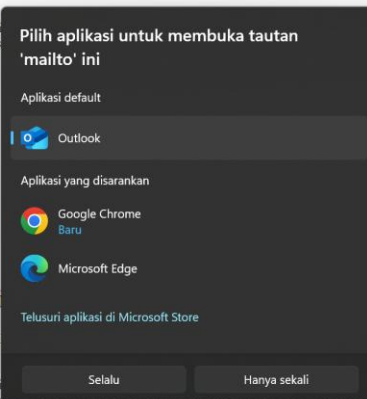 Pilih aplikasi untuk membuka tautan
'mailto' ini
Aplikasi default
Outlook
Aplikasi yang disarankan
Google Chrome
Baru
Microsoft Edge
Telusuri aplikasi di Microsoft Store
Selalu
Hanya sekali